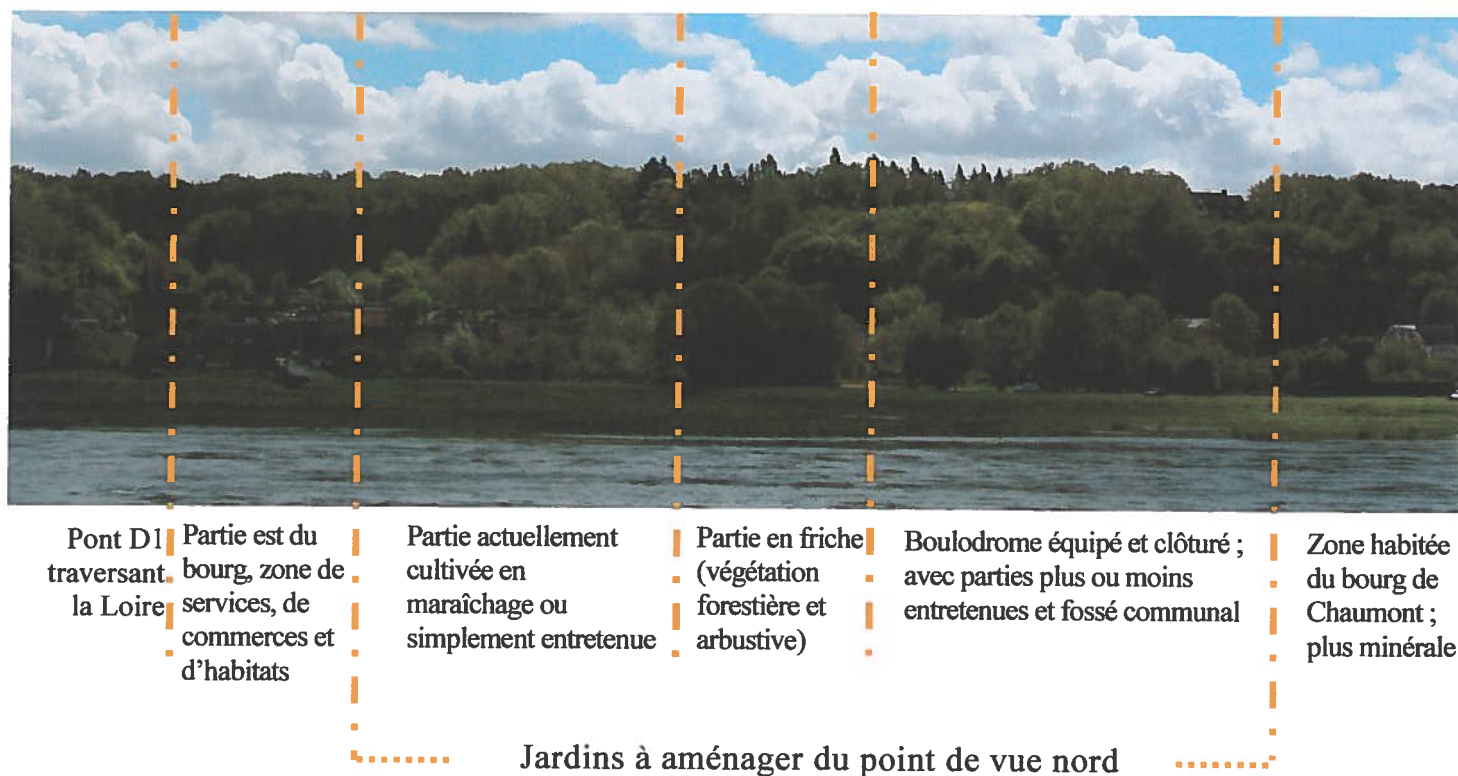 Pont D1
traversant
la Loire
Partie est du
bourg, zone de
services, de
commerces et
d’habitats
Partie actuellement
cultivée en
maraîchage ou
simplement entretenue
Partie en friche
(végétation
forestière et
arbustive)
Boulodrome équipé et clôturé ;
avec parties plus ou moins
entretenues et fossé communal
Zone habitée
du bourg de
Chaumont ;
plus minérale
Jardins à aménager du point de vue nord